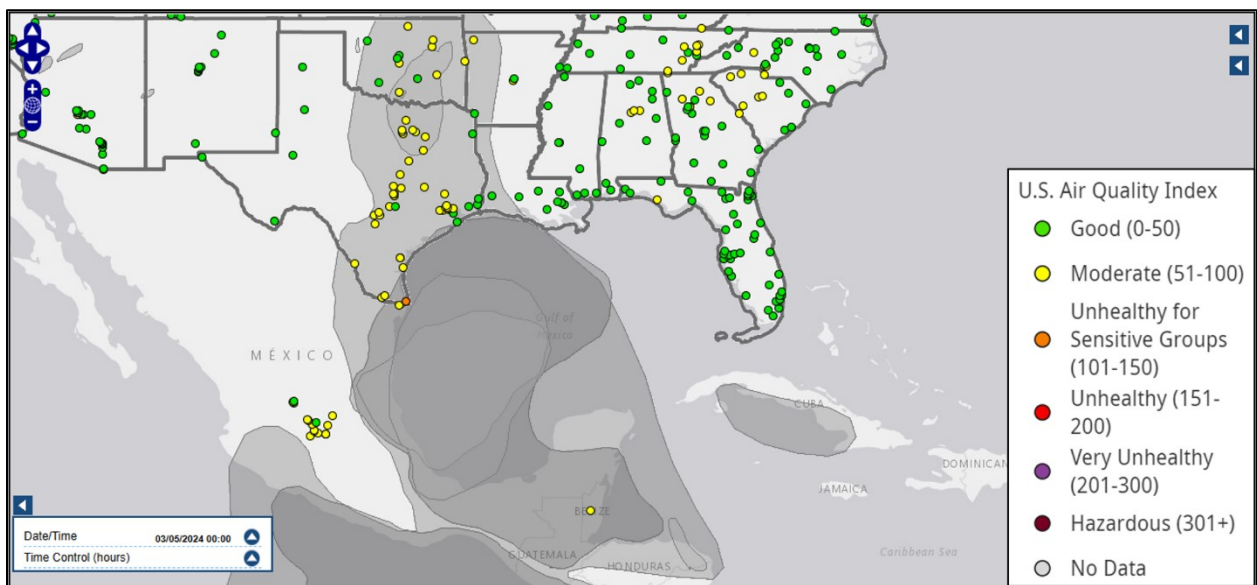 U.S. Air Quality Index
Good (0-50)
Moderate (51-100)
Unhealthy for
Sensitive Groups
(101-150)
Unhealthy (151-
200)
Very Unhealthy
(201-300)
Hazardous (301+)
No Data
Gulf of
Mexico
MÉXICO
CUBA
DOMINICAN
JAMAICA
BELIZE
GUATEMALA
HONDURAS
Caribbean Sea
Date/Time 03/05/2024 00:00
Time Control (hours)